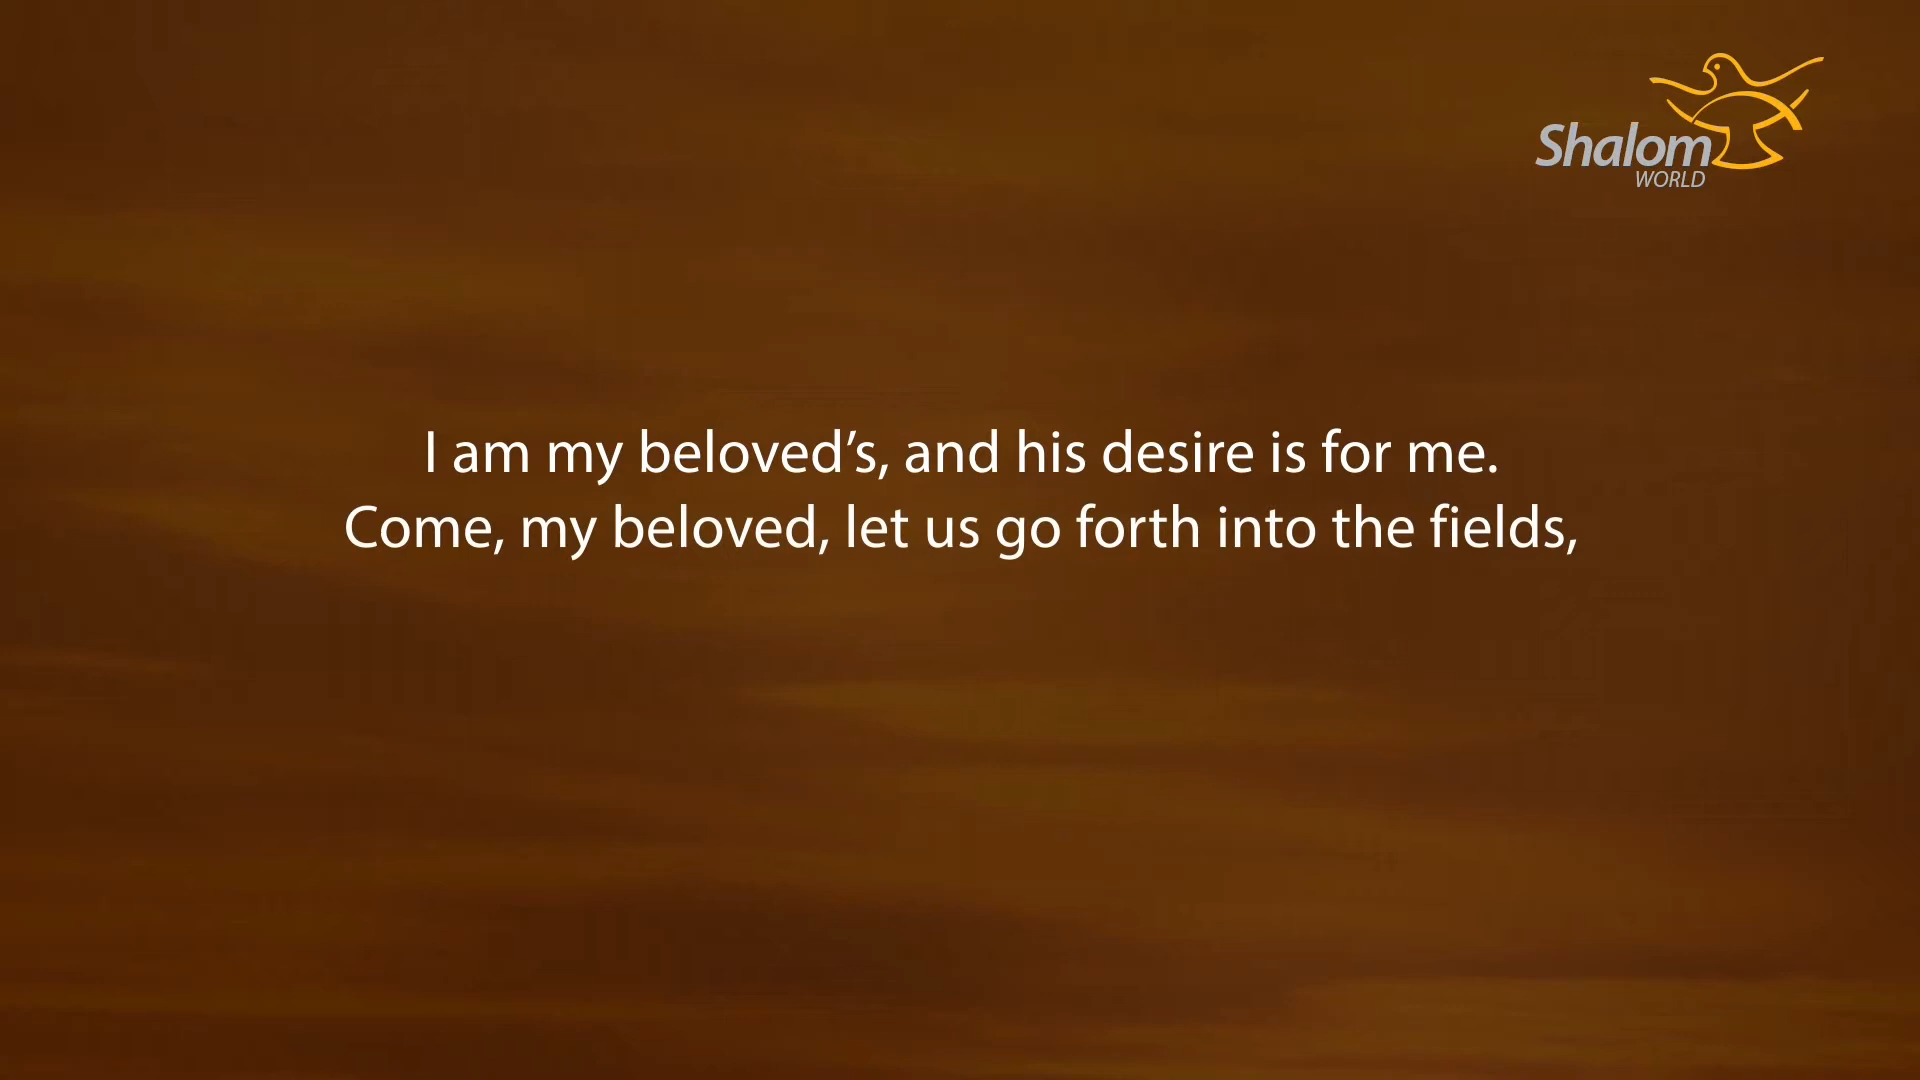 Shalom
WORLD
I am my beloved’s, and his desire is for me.
Come, my beloved, let us go forth into the fields,